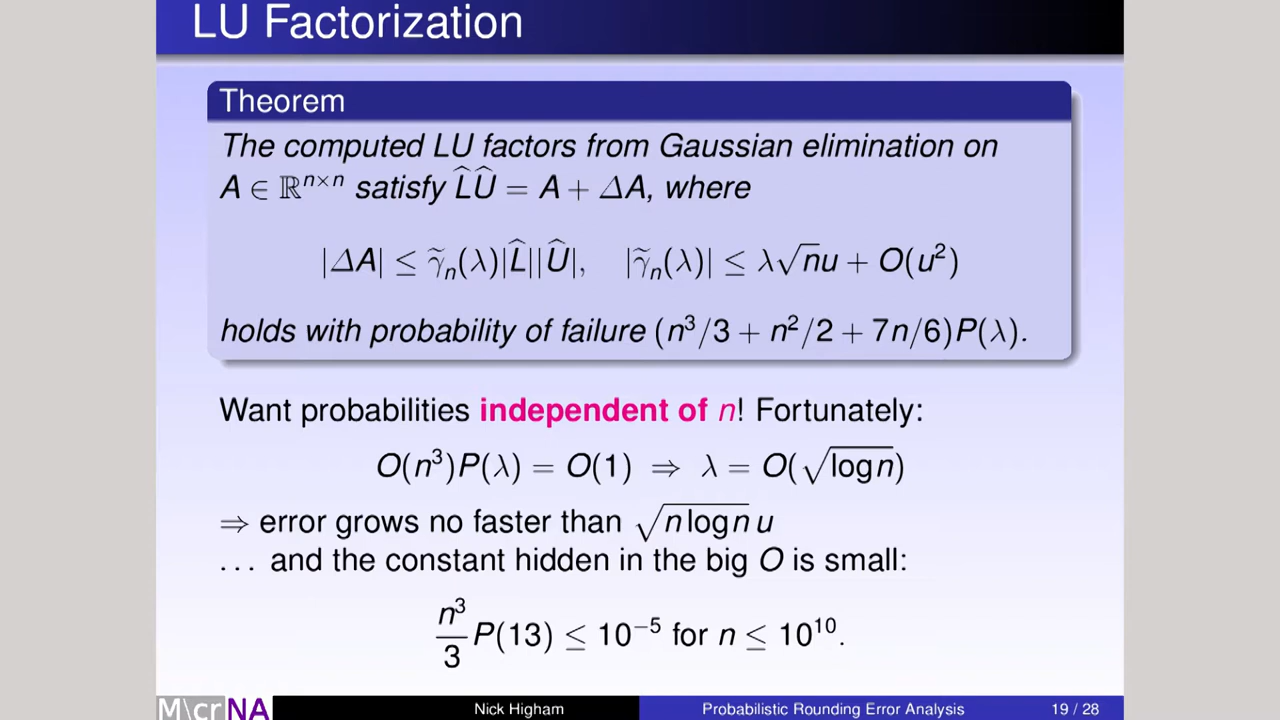 LU Factorization
Theorem
The computed LU factors from Gaussian elimination on
A ∈ ℝⁿˣⁿ satisfy L̂Û = A + ΔA, where
|ΔA| ≤ γ̃ₙ(λ)|L̂||Û|, |γ̃ₙ(λ)| ≤ λ√nu + O(u²)
holds with probability of failure (n³/3 + n²/2 + 7n/6)P(λ).
Want probabilities independent of n! Fortunately:
O(n³)P(λ) = O(1) ⇒ λ = O(√log n)
⇒ error grows no faster than √n log n u
... and the constant hidden in the big O is small:
n³/3 P(13) ≤ 10⁻⁵ for n ≤ 10¹⁰.
M\crNA Nick Higham Probabilistic Rounding Error Analysis 19 / 28